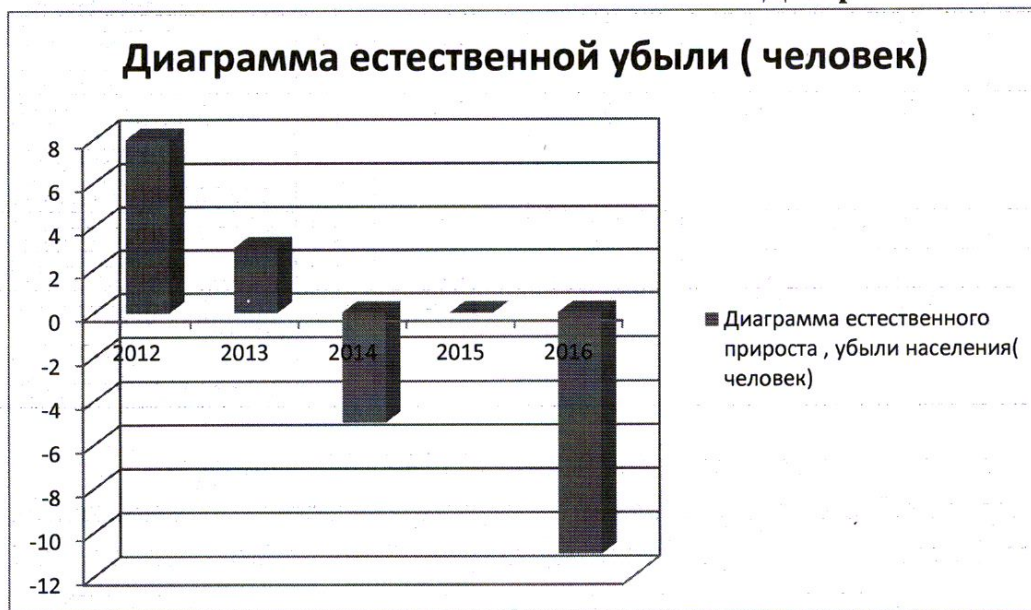 Диаграмма естественной убыли ( человек)
8
6
4
2
0
-2
-4
-6
-8
-10
-12
2012 2013 2014 2015 2016
Диаграмма естественного
прироста , убыли населения(
человек)